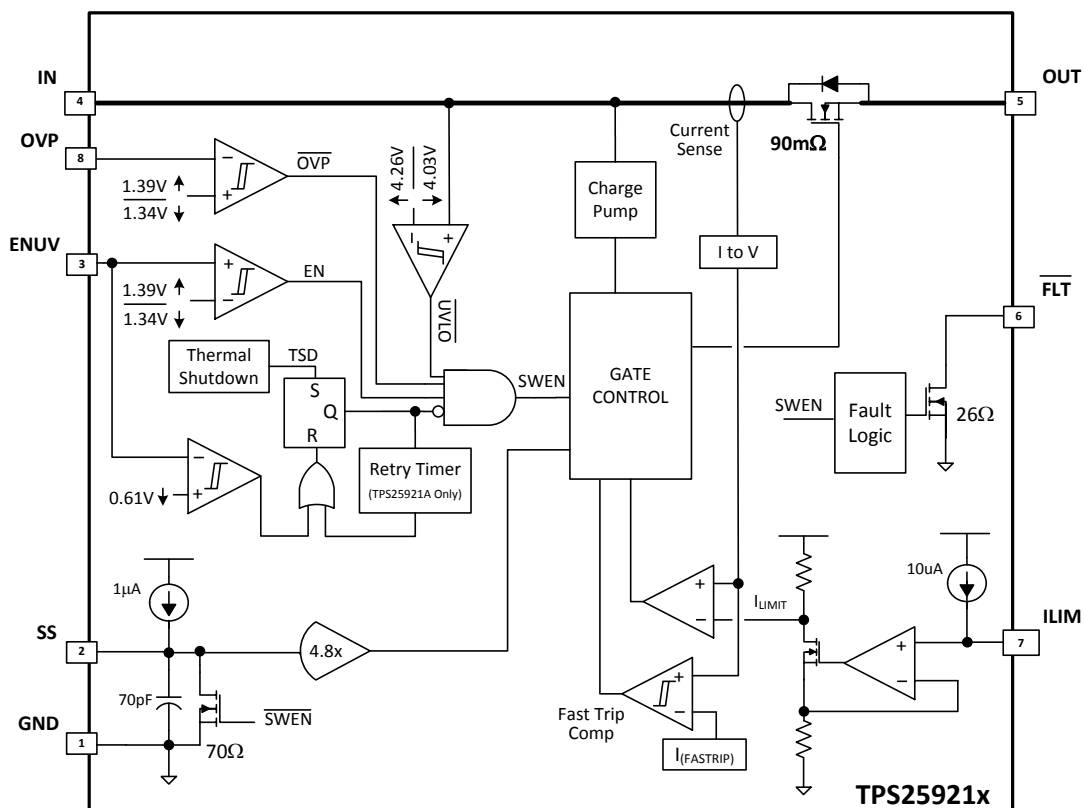 IN
4
OUT
5
OVP
8
OVP
1.39V
1.34V
−
+
4.26V
4.03V
−
+
Current
Sense
90mΩ
Charge
Pump
I to V
ENUV
3
EN
1.39V
1.34V
+
−
UVLO
FLT
6
Thermal
Shutdown
TSD
S
Q
R
SWEN
GATE
CONTROL
SWEN
Fault
Logic
26Ω
Retry Timer
(TPS25921A Only)
0.61V
−
+
1µA
10uA
SS
2
4.8x
+
−
I_LIMIT
+
−
ILIM
7
70pF
SWEN
70Ω
GND
1
Fast Trip
Comp
+
−
I(FASTRIP)
TPS25921x